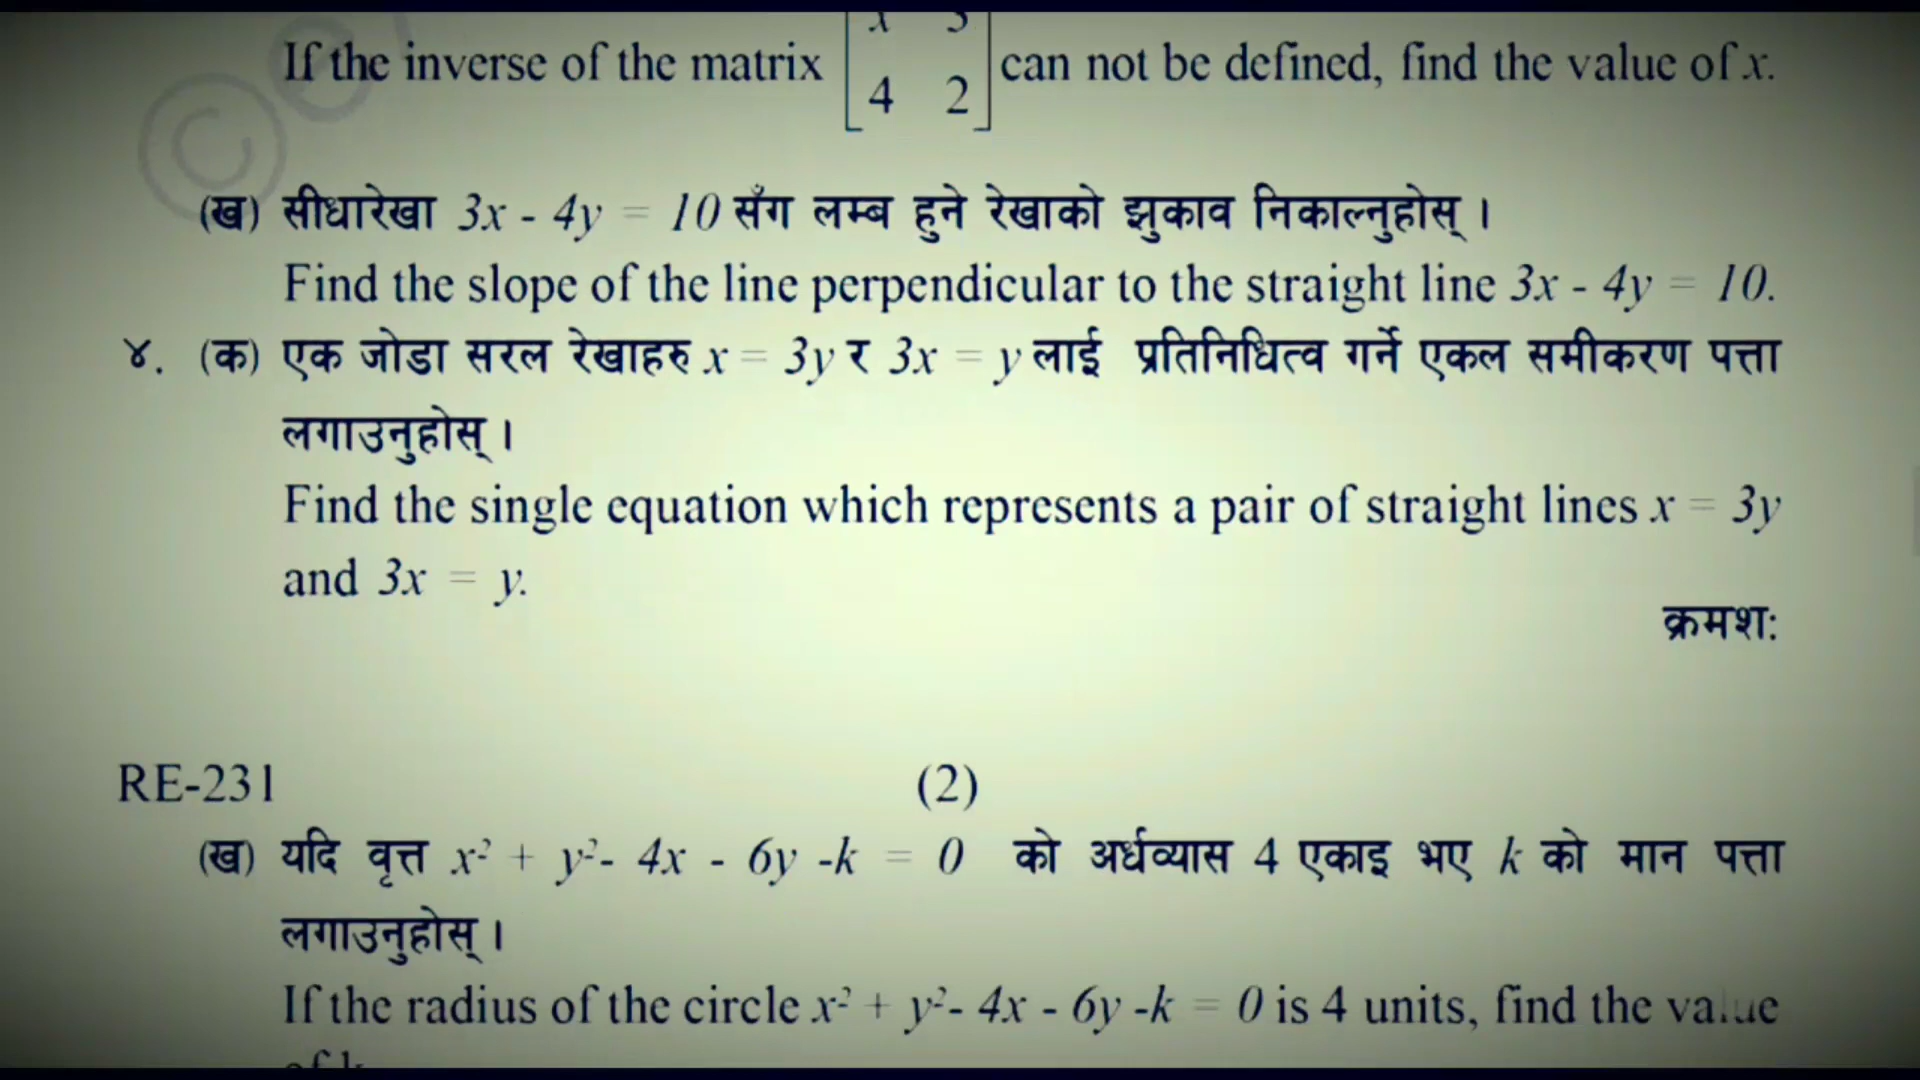 If the inverse of the matrix [ x 3 can not be defined, find the value of x.
4 2 ]
(ख) सीधारेखा 3x - 4y = 10 सँग लम्ब हुने रेखाको झुकाव निकाल्नुहोस् ।
Find the slope of the line perpendicular to the straight line 3x - 4y = 10.
४. (क) एक जोडा सरल रेखाहरु x = 3y र 3x = y लाई प्रतिनिधित्व गर्ने एकल समीकरण पत्ता
लगाउनुहोस् ।
Find the single equation which represents a pair of straight lines x = 3y
and 3x = y.
क्रमश:
RE-231 (2)
(ख) यदि वृत्त x² + y²- 4x - 6y -k = 0 को अर्धव्यास 4 एकाइ भए k को मान पत्ता
लगाउनुहोस् ।
If the radius of the circle x² + y²- 4x - 6y -k = 0 is 4 units, find the value
of k